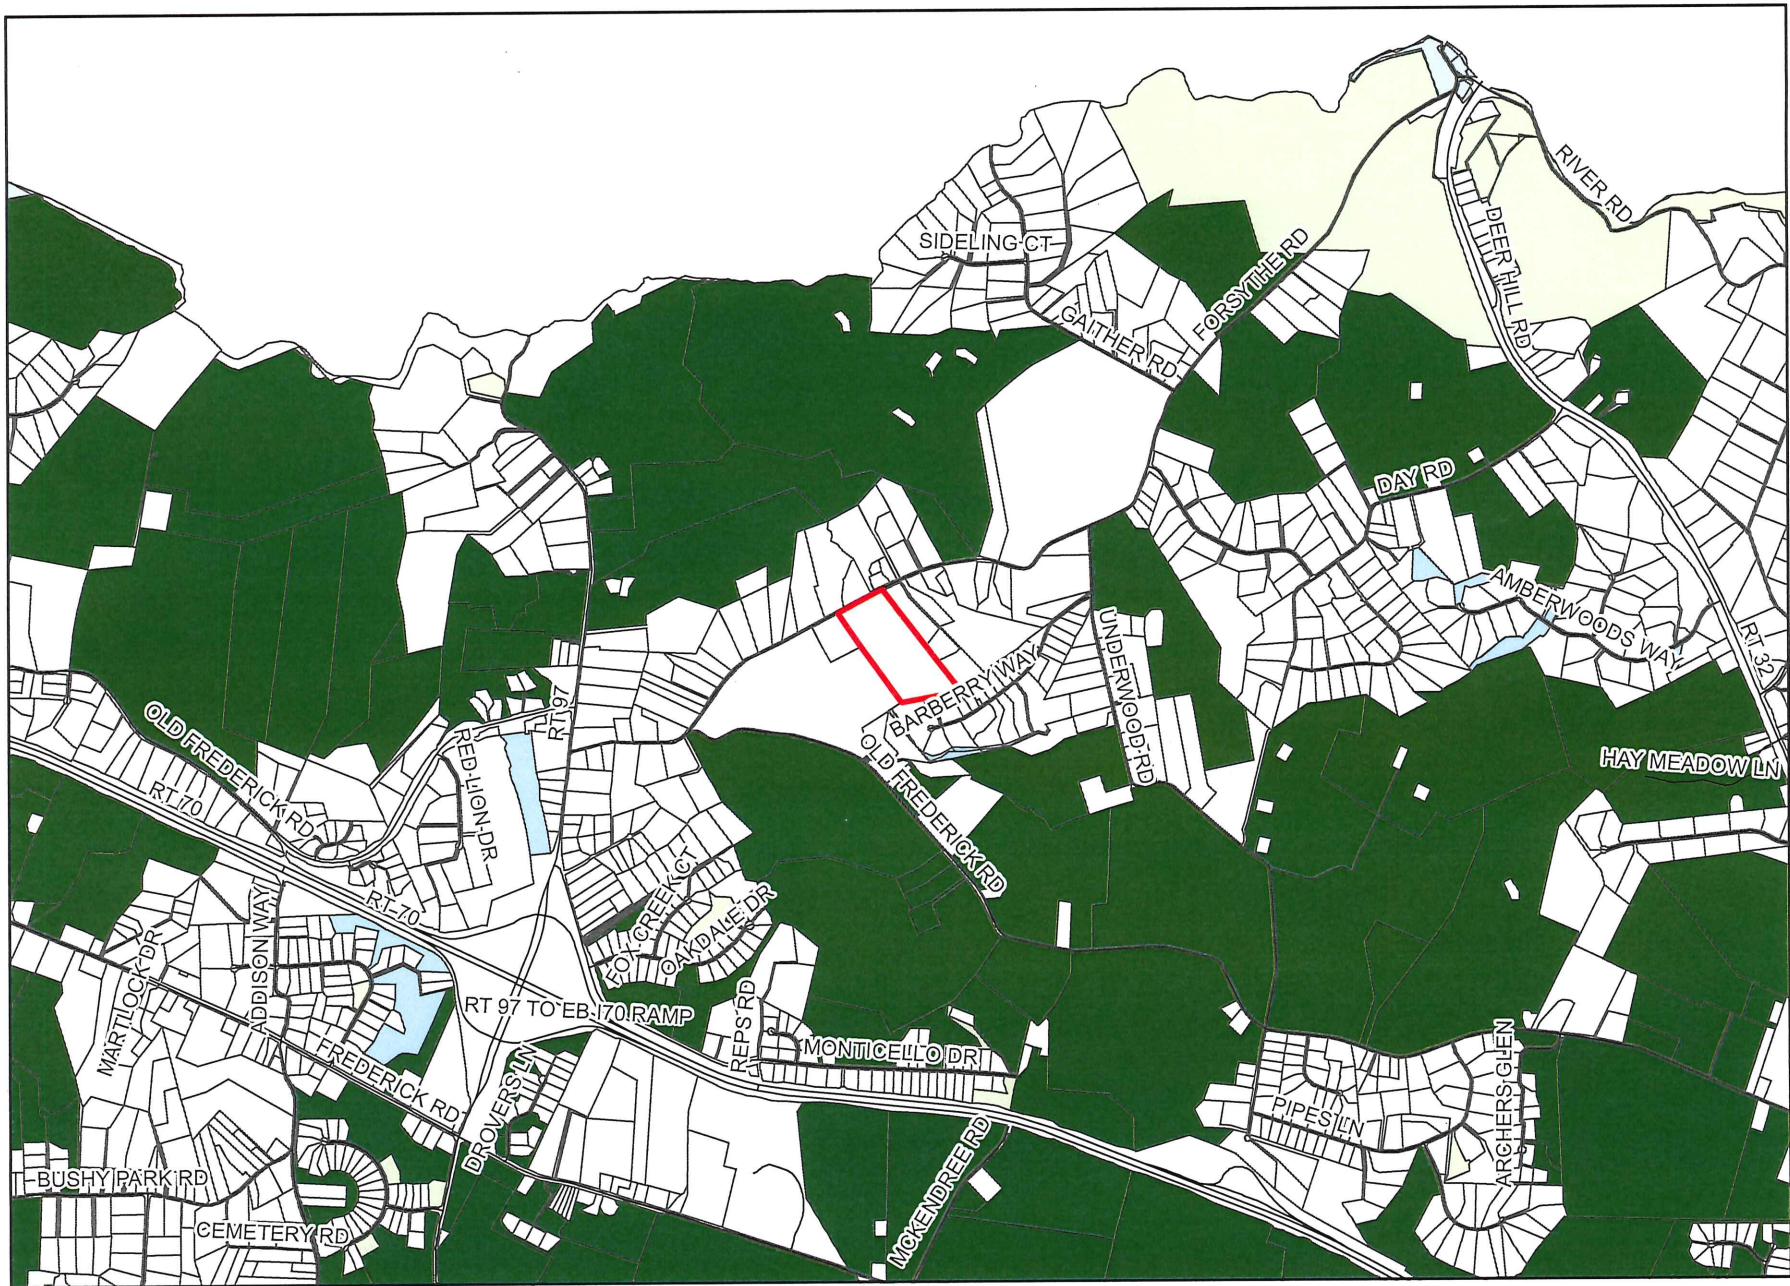 RIVER RD
DEER HILL RD
SIDELING CT
FORSYTHE RD
GAITHER RD
DAY RD
AMBERWOODS WAY
RT 32
UNDERWOOD RD
BARBERRY WAY
RT 97
OLD FREDERICK RD
RED LION DR
OLD FREDERICK RD
HAY MEADOW LN
RT 70
RT 70
FOX CREEK CT
OAKDALE DR
ADDISON WAY
MARTLOCK DR
RT 97 TO EB I70 RAMP
REPS RD
MONTICELLO DR
FREDERICK RD
DROVERS LN
PIPES LN
ARCHERS GLEN
MCKENDREE RD
BUSHY PARK RD
CEMETERY RD